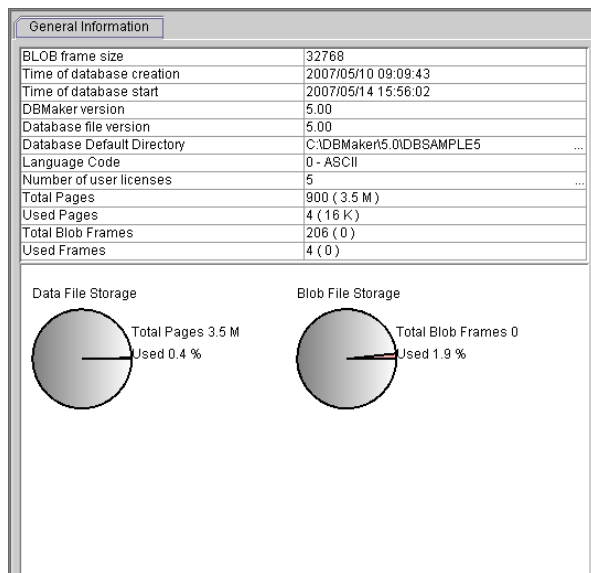 General Information
BLOB frame size 32768
Time of database creation 2007/05/10 09:09:43
Time of database start 2007/05/14 15:56:02
DBMaker version 5.00
Database file version 5.00
Database Default Directory C:\DBMaker\5.0\DBSAMPLE5 ...
Language Code 0 - ASCII
Number of user licenses 5 ...
Total Pages 900 ( 3.5 M )
Used Pages 4 ( 16 K )
Total Blob Frames 206 ( 0 )
Used Frames 4 ( 0 )
Data File Storage
Total Pages 3.5 M
Used 0.4 %
Blob File Storage
Total Blob Frames 0
Used 1.9 %